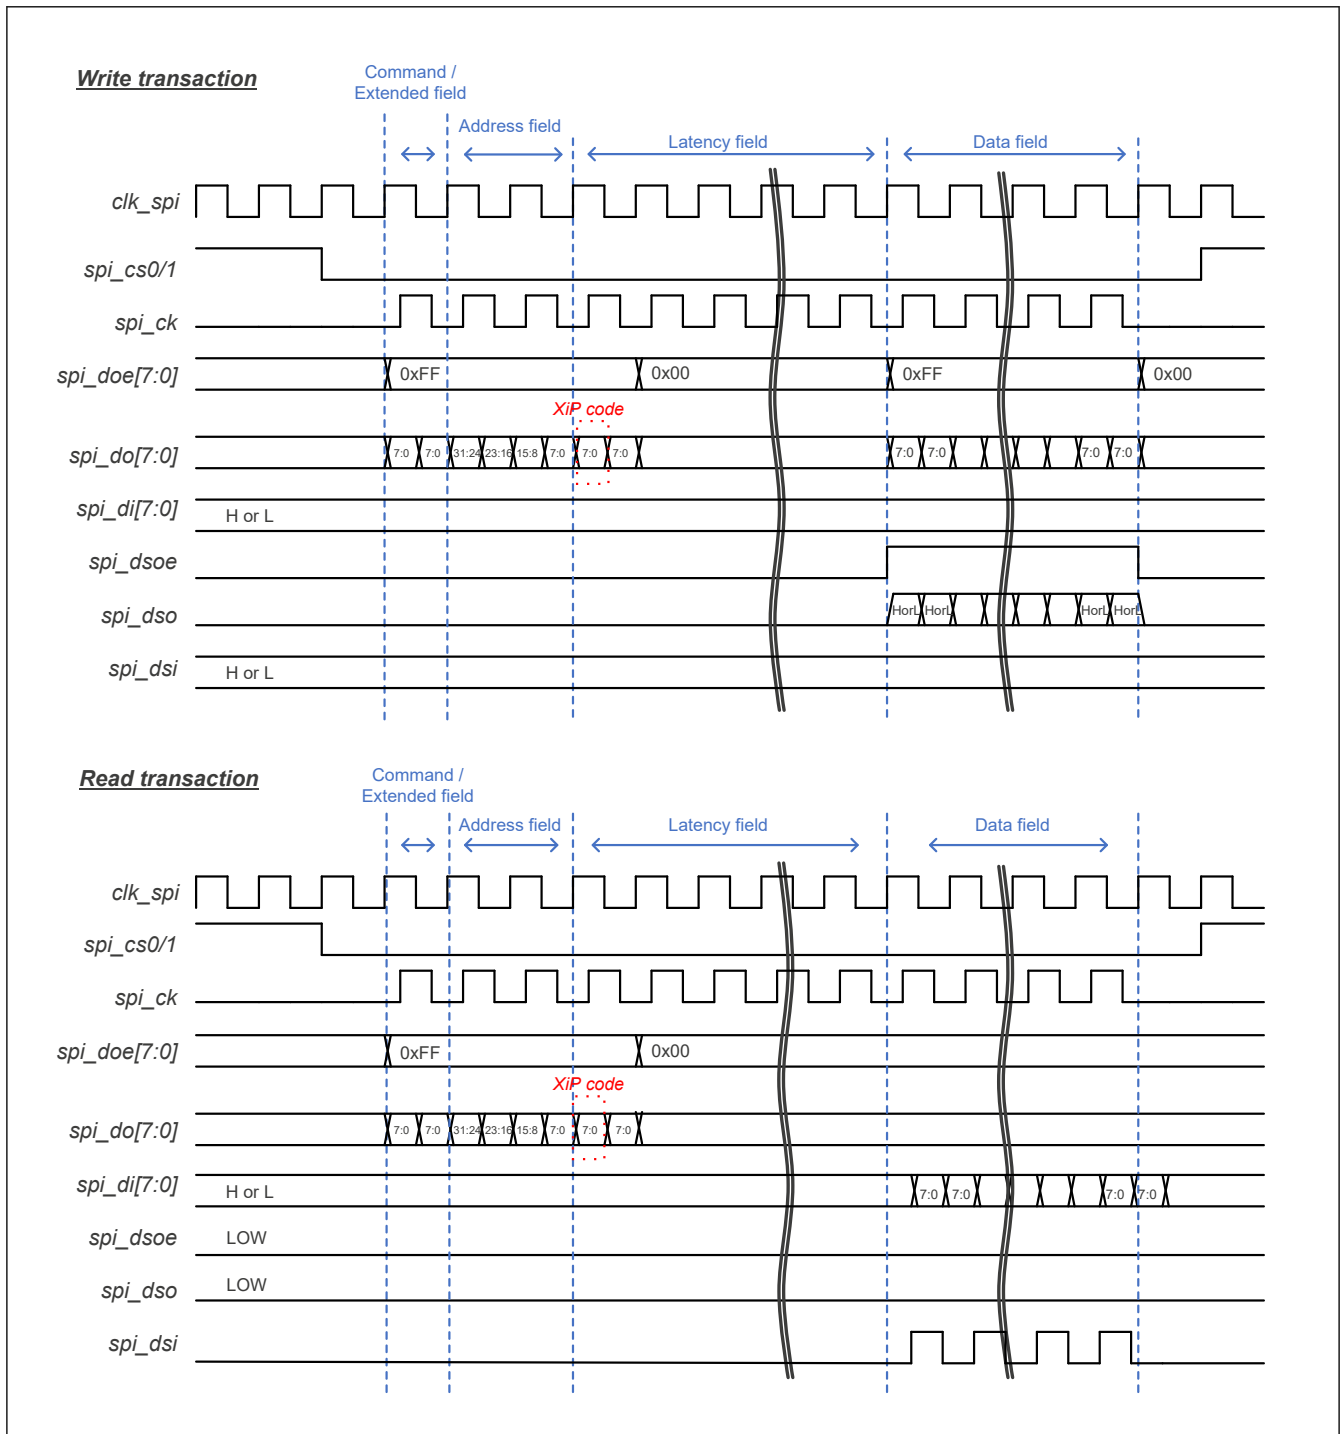 Write transaction
Command /
Extended field
Address field
Latency field
Data field
clk_spi
spi_cs0/1
spi_ck
spi_doe[7:0]
0xFF
0x00
0xFF
0x00
XiP code
spi_do[7:0]
7:0 7:0 31:24 23:16 15:8 7:0 7:0 7:0 7:0 7:0 7:0 7:0
spi_di[7:0]
H or L
spi_dsoe
spi_dso
HorL HorL HorL HorL
spi_dsi
H or L
Read transaction
Command /
Extended field
Address field
Latency field
Data field
clk_spi
spi_cs0/1
spi_ck
spi_doe[7:0]
0xFF
0x00
XiP code
spi_do[7:0]
7:0 7:0 31:24 23:16 15:8 7:0 7:0 7:0
spi_di[7:0]
H or L
7:0 7:0 7:0 7:0
spi_dsoe
LOW
spi_dso
LOW
spi_dsi